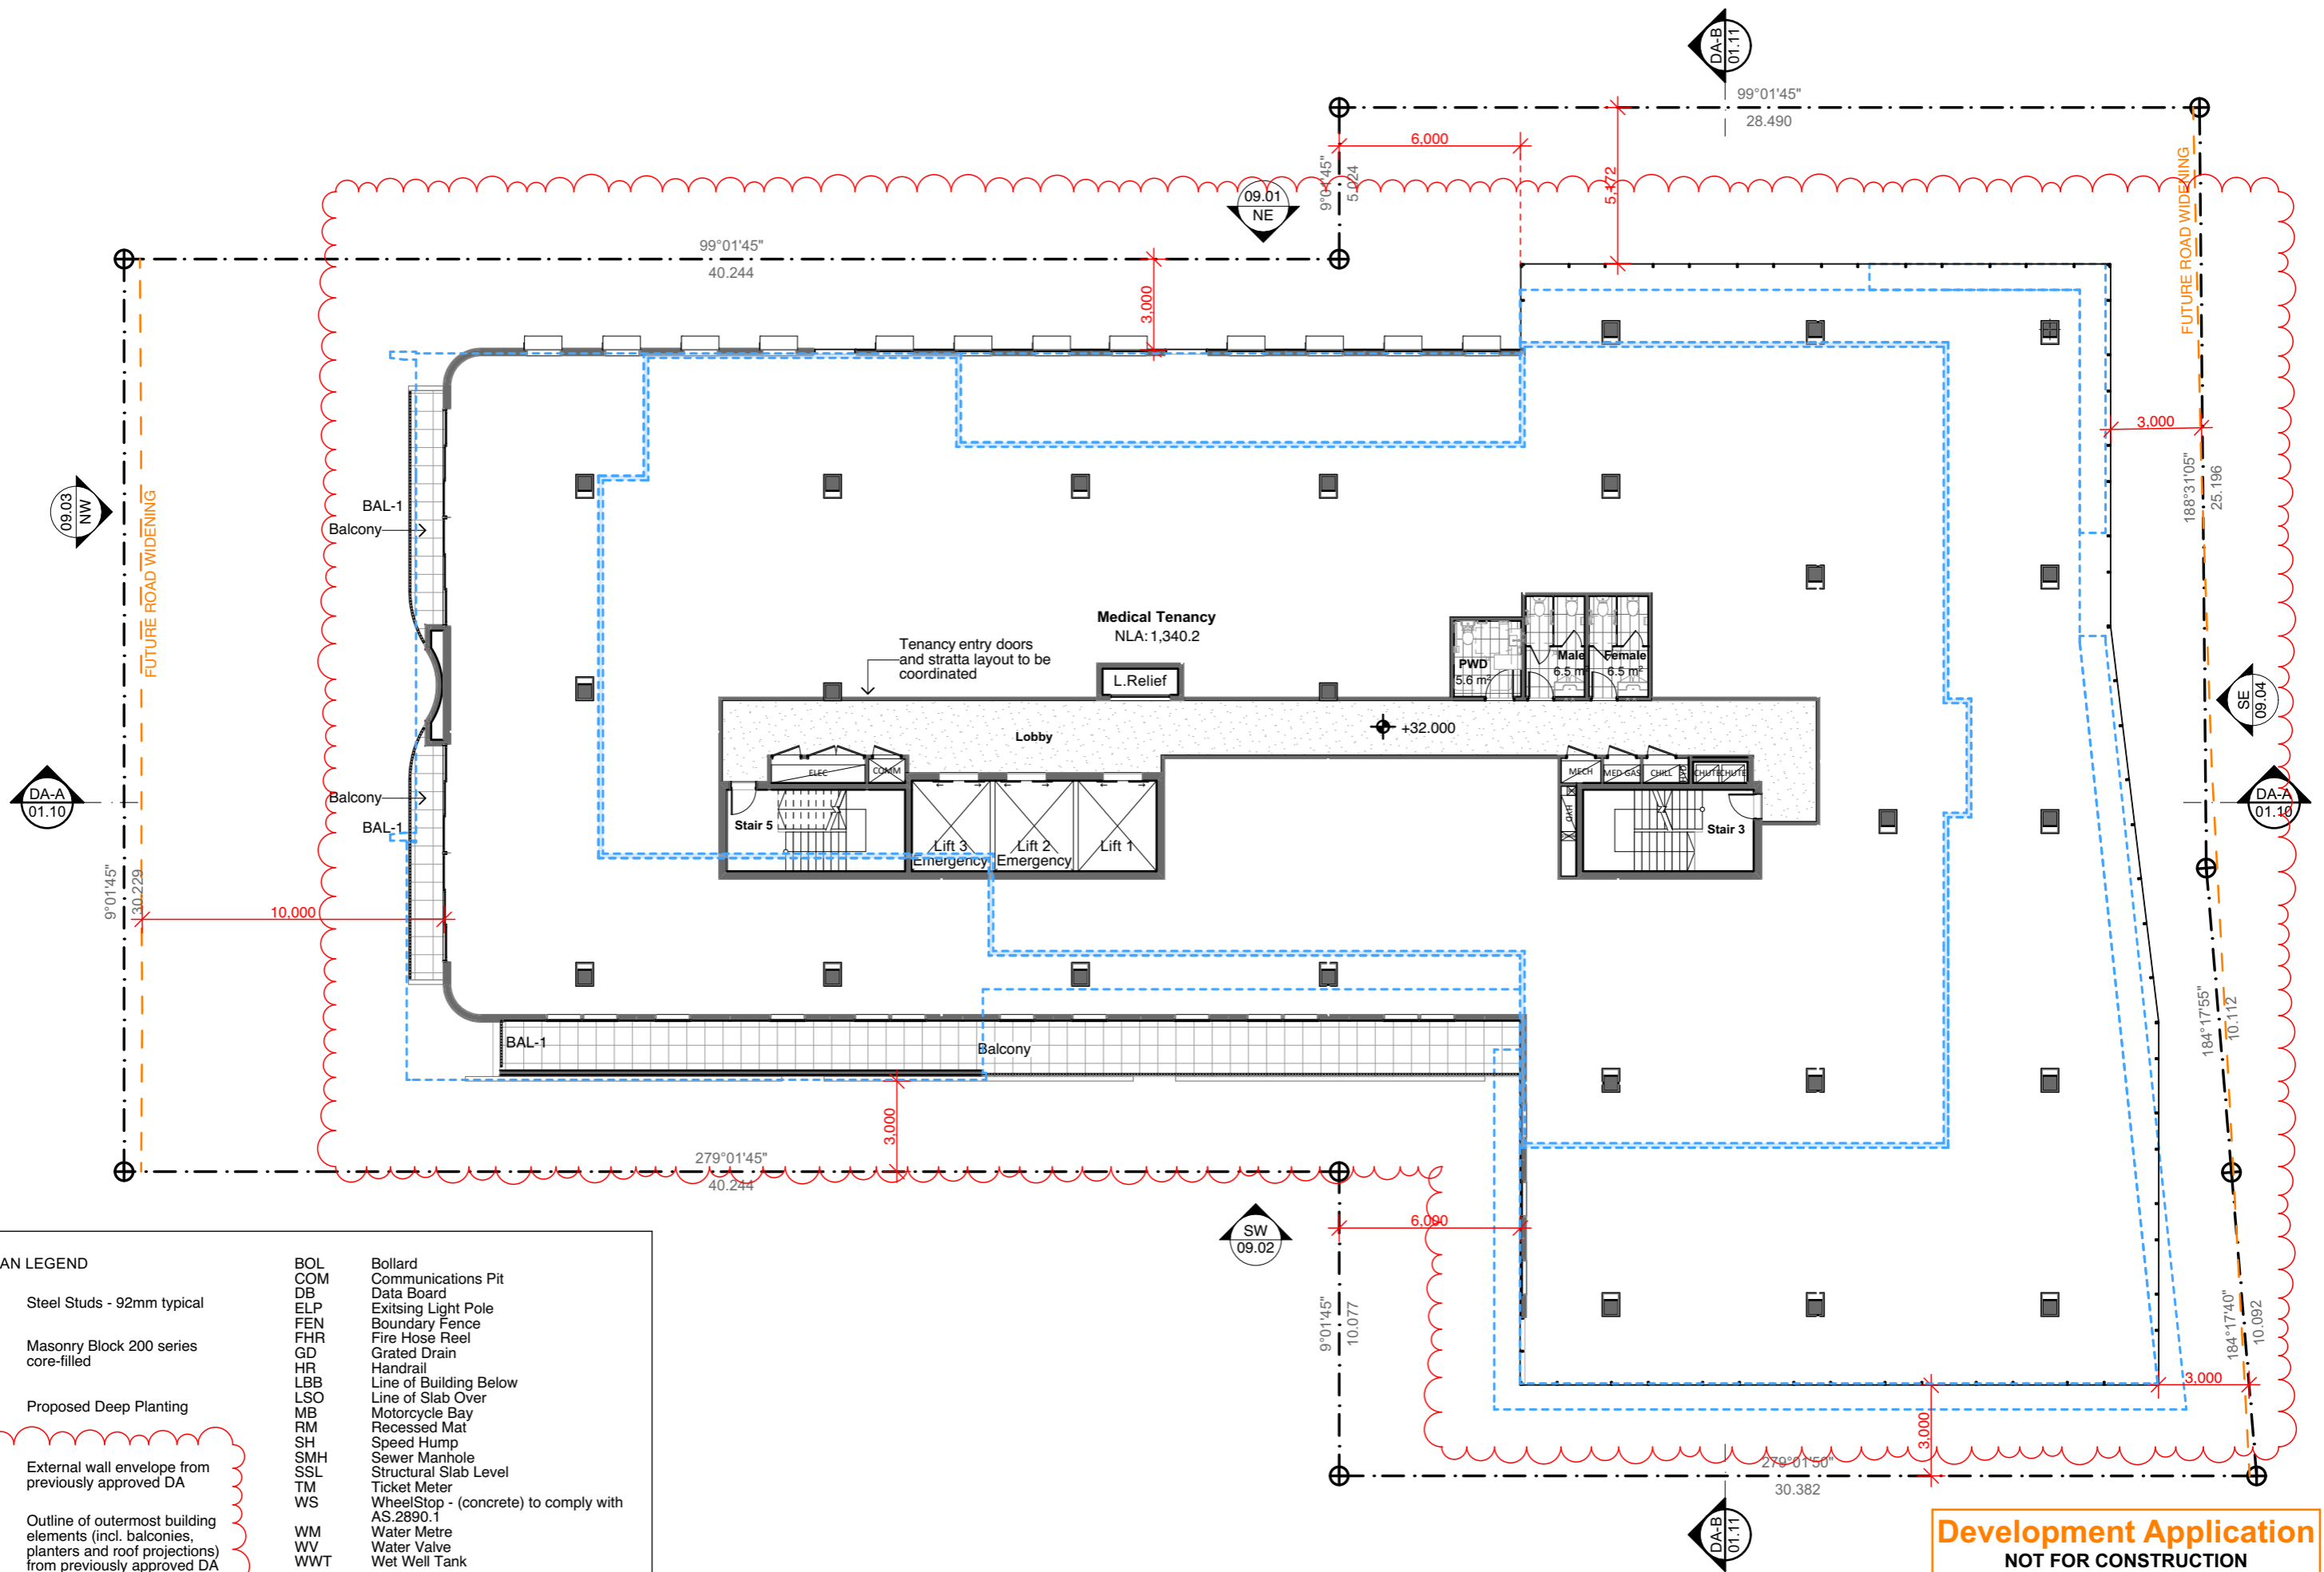 DA-B
01.11
99°01'45"
28.490
6,000
5,172
9°01'45"
5.024
09.01
NE
FUTURE ROAD WIDENING
99°01'45"
40.244
3,000
3,000
188°31'05"
25.196
09.03
NW
FUTURE ROAD WIDENING
BAL-1
Balcony
Medical Tenancy
NLA: 1,340.2
Tenancy entry doors
and stratta layout to be
coordinated
L.Relief
PWD
5.6 m²
Male
6.5 m²
Female
6.5 m²
SE
09.04
Lobby
+32.000
ELEC
COMM
MECH
MED GAS
CHILL
CHUTE
CHUTE
HYD
DA-A
01.10
Balcony
BAL-1
Stair 5
Lift 3
Emergency
Lift 2
Emergency
Lift 1
Stair 3
DA-A
01.10
9°01'45"
30.229
10,000
184°17'55"
10.112
BAL-1
Balcony
3,000
279°01'45"
40.244
SW
09.02
6,000
9°01'45"
10.077
184°17'40"
10.092
3,000
3,000
279°01'50"
30.382
DA-B
01.11
AN LEGEND
Steel Studs - 92mm typical
Masonry Block 200 series
core-filled
Proposed Deep Planting
External wall envelope from
previously approved DA
Outline of outermost building
elements (incl. balconies,
planters and roof projections)
from previously approved DA
BOL Bollard
COM Communications Pit
DB Data Board
ELP Exitsing Light Pole
FEN Boundary Fence
FHR Fire Hose Reel
GD Grated Drain
HR Handrail
LBB Line of Building Below
LSO Line of Slab Over
MB Motorcycle Bay
RM Recessed Mat
SH Speed Hump
SMH Sewer Manhole
SSL Structural Slab Level
TM Ticket Meter
WS WheelStop - (concrete) to comply with
AS.2890.1
WM Water Metre
WV Water Valve
WWT Wet Well Tank
Development Application
NOT FOR CONSTRUCTION